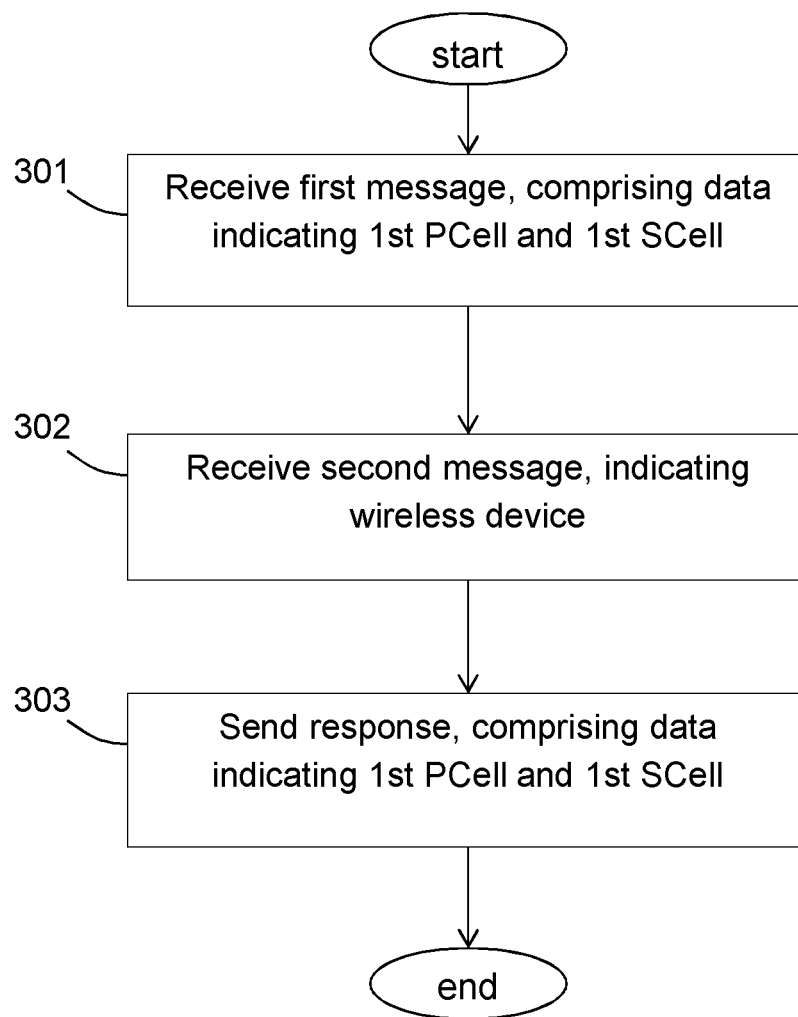 start
301
Receive first message, comprising data
indicating 1st PCell and 1st SCell
302
Receive second message, indicating
wireless device
303
Send response, comprising data
indicating 1st PCell and 1st SCell
end